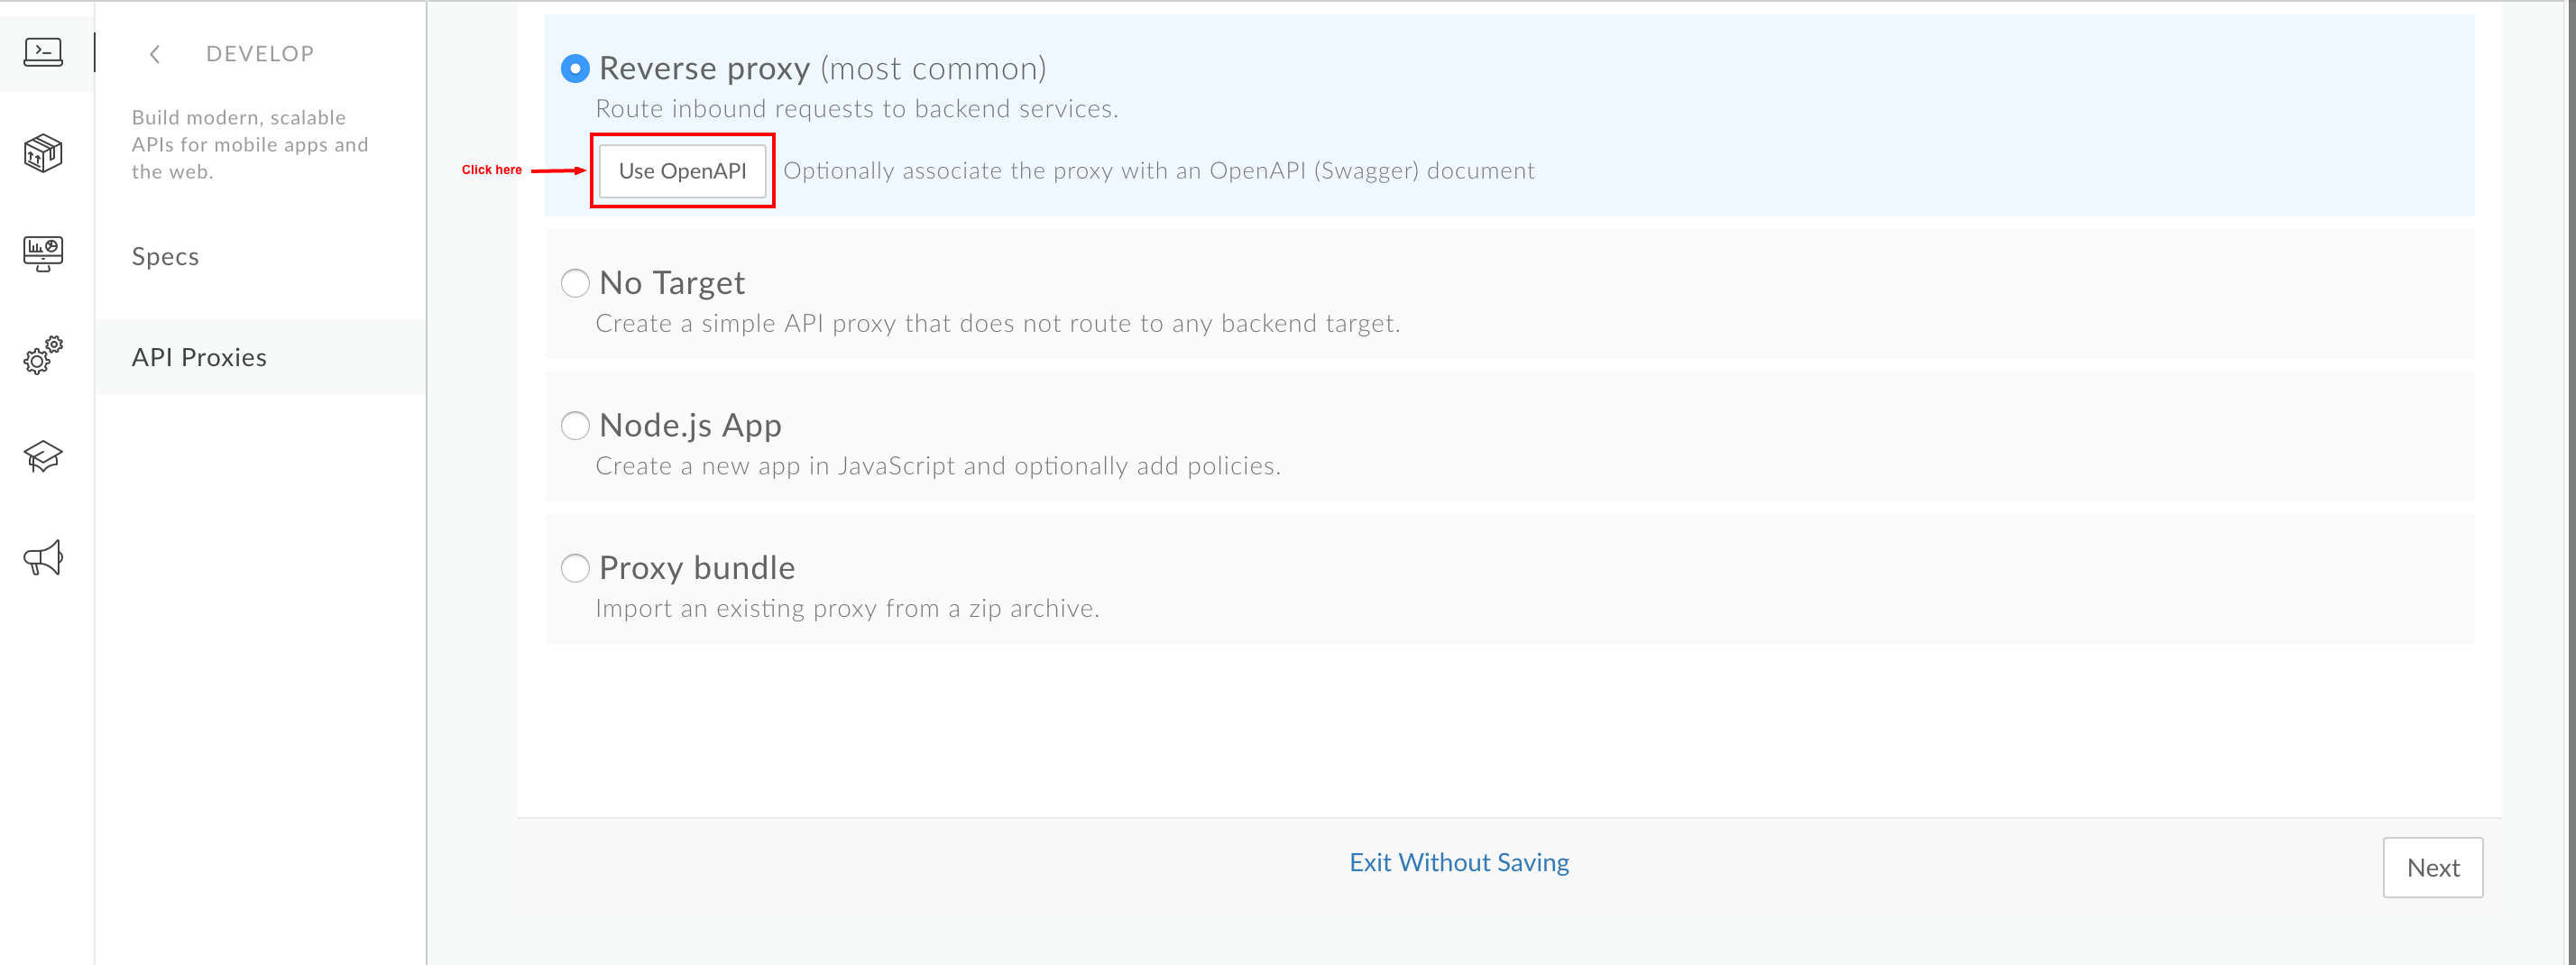 DEVELOP
Build modern, scalable
APIs for mobile apps and
the web.
Specs
API Proxies
Reverse proxy (most common)
Route inbound requests to backend services.
Click here
Use OpenAPI
Optionally associate the proxy with an OpenAPI (Swagger) document
No Target
Create a simple API proxy that does not route to any backend target.
Node.js App
Create a new app in JavaScript and optionally add policies.
Proxy bundle
Import an existing proxy from a zip archive.
Exit Without Saving
Next